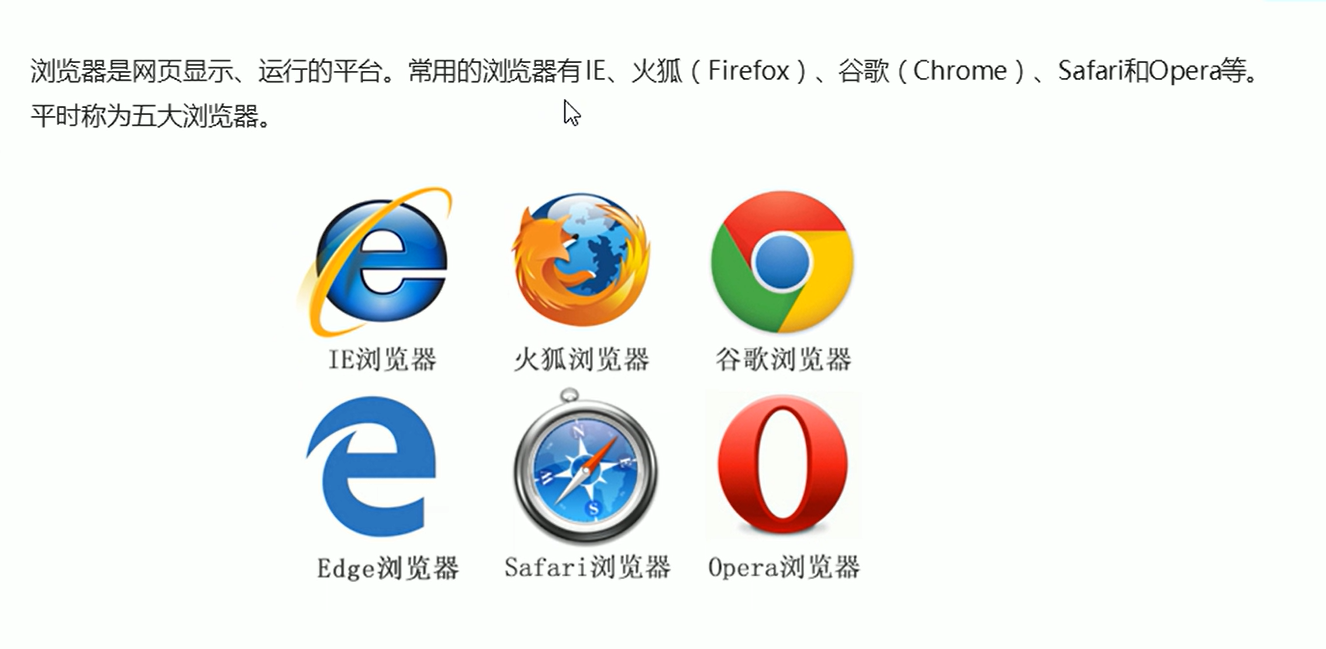 浏览器是网页显示、运行的平台。常用的浏览器有IE、火狐（Firefox）、谷歌（Chrome）、Safari和Opera等。
平时称为五大浏览器。
IE浏览器
火狐浏览器
谷歌浏览器
N
W
E
S
Edge浏览器
Safari浏览器
Opera浏览器